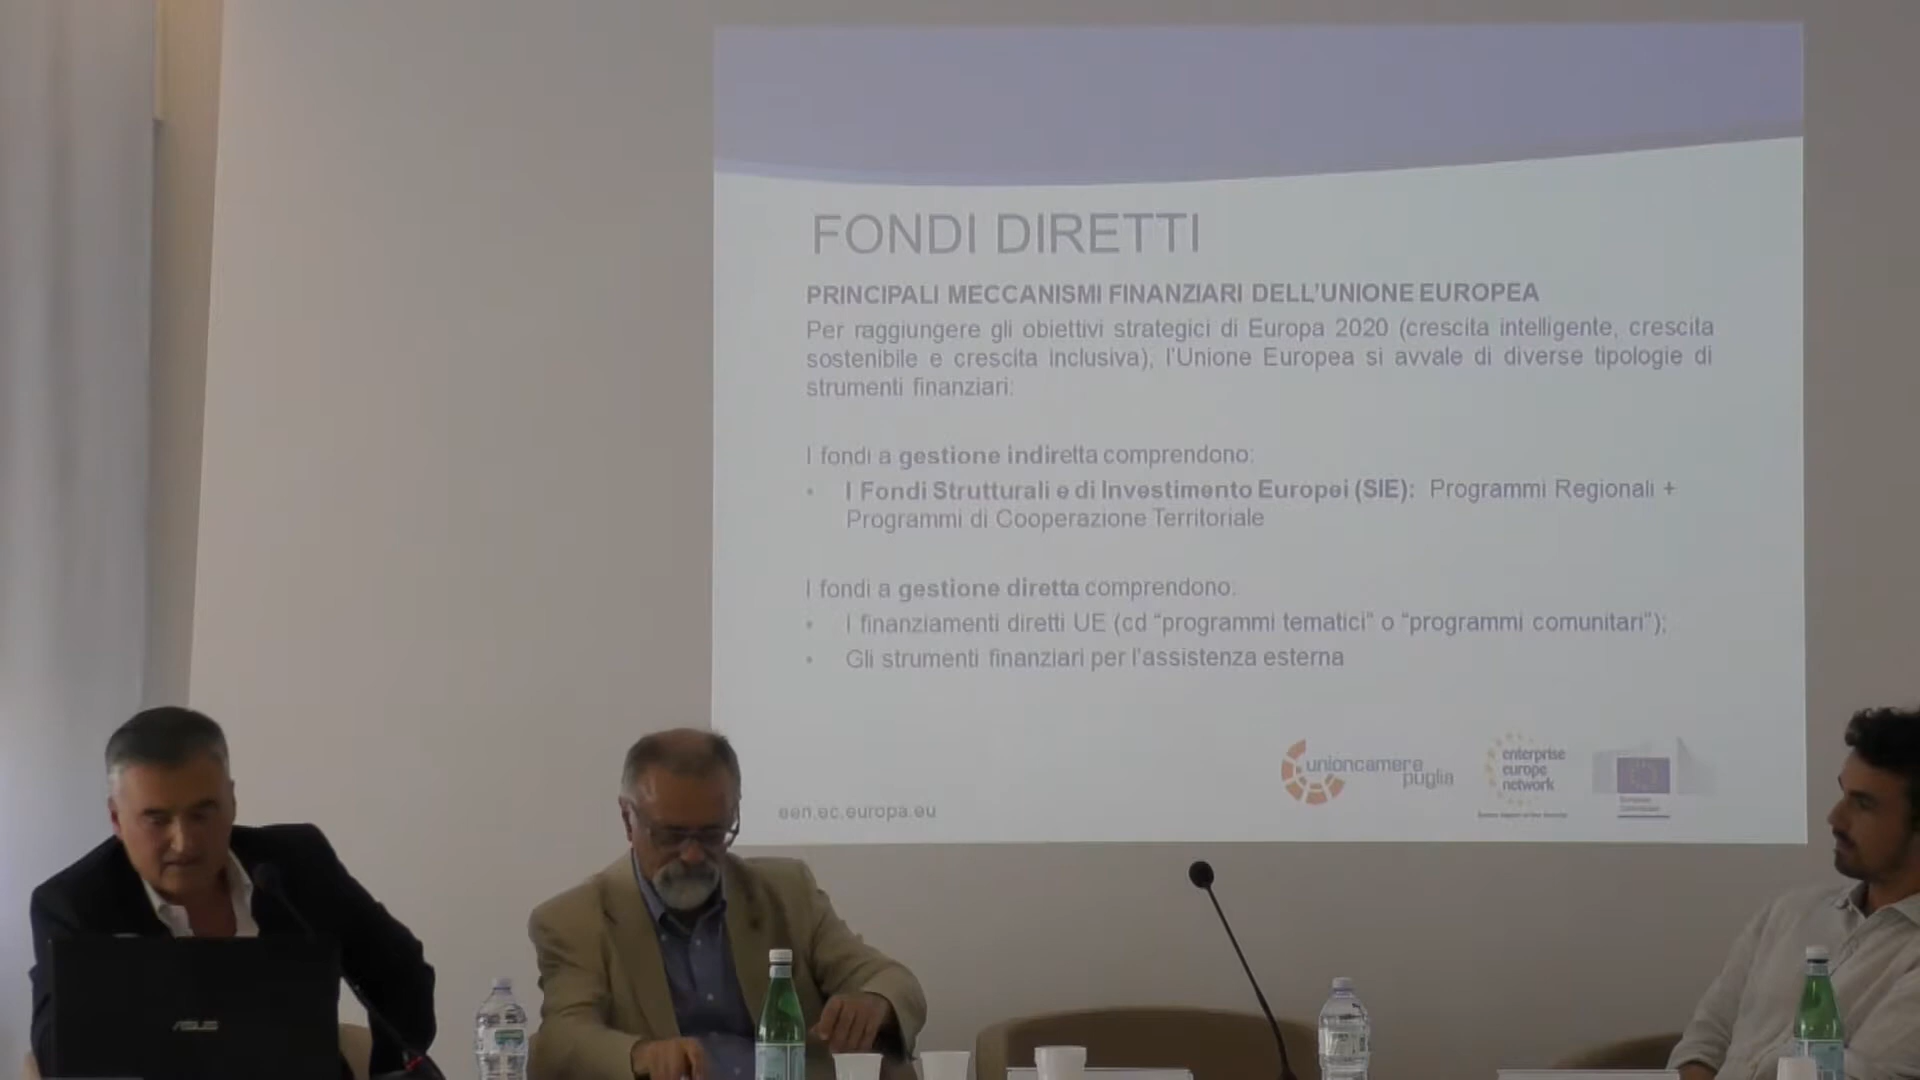 FONDI DIRETTI
PRINCIPALI MECCANISMI FINANZIARI DELL'UNIONE EUROPEA
Per raggiungere gli obiettivi strategici di Europa 2020 (crescita intelligente, crescita
sostenibile e crescita inclusiva), l'Unione Europea si avvale di diverse tipologie di
strumenti finanziari:
I fondi a gestione indiretta comprendono:
• I Fondi Strutturali e di Investimento Europei (SIE): Programmi Regionali +
Programmi di Cooperazione Territoriale
I fondi a gestione diretta comprendono:
• I finanziamenti diretti UE (cd "programmi tematici" o "programmi comunitari");
• Gli strumenti finanziari per l'assistenza esterna
unioncamere
puglia
enterprise
europe
network
European
Commission
een.ec.europa.eu
ASUS